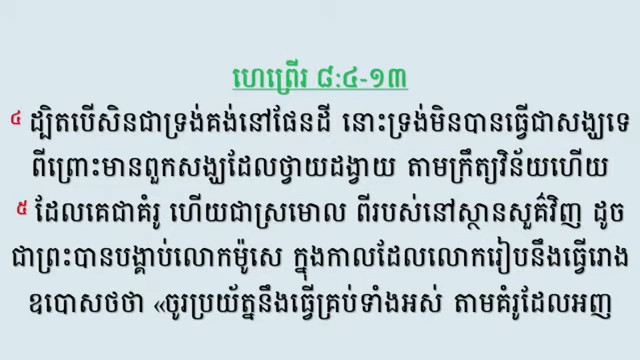 ហេព្រើរ ៨:៤-១៣
៤ ដ្បិតបើសិនជាទ្រង់គង់នៅផែនដី នោះទ្រង់មិនបានធ្វើជាសង្ឃទេ
ពីព្រោះមានពួកសង្ឃដែលថ្វាយដង្វាយ តាមក្រឹត្យវិន័យហើយ
៥ ដែលគេជាគំរូ ហើយជាស្រមោល ពីរបស់នៅស្ថានសួគ៌វិញ ដូច
ជាព្រះបានបង្គាប់លោកម៉ូសេ ក្នុងកាលដែលលោករៀបនឹងធ្វើរោង
ឧបោសថថា «ចូរប្រយ័ត្ននឹងធ្វើគ្រប់ទាំងអស់ តាមគំរូដែលអញ